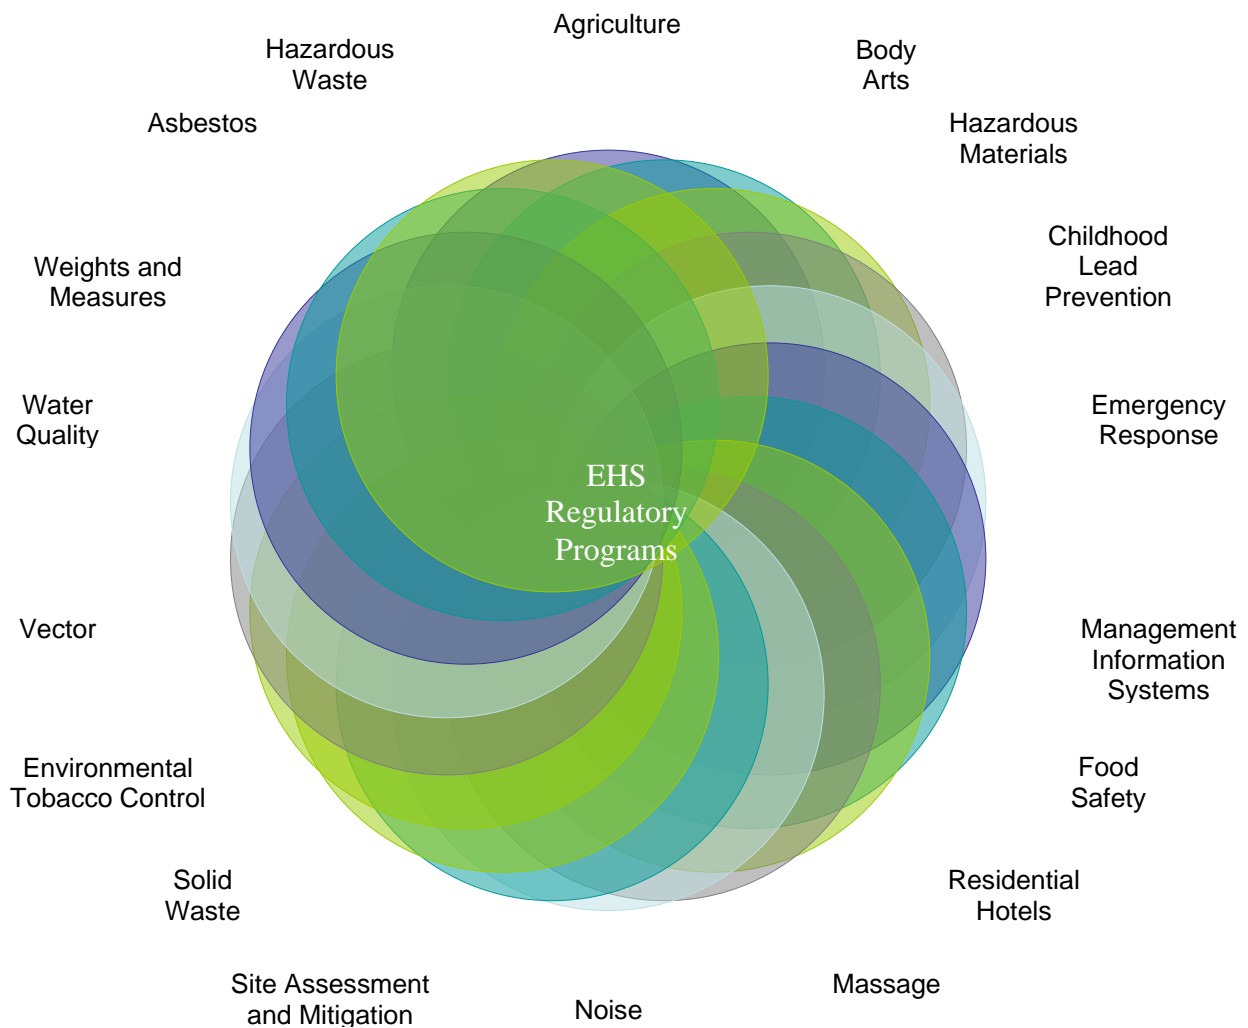 Agriculture
Hazardous
Waste
Body
Arts
Asbestos
Hazardous
Materials
Childhood
Lead
Prevention
Weights and
Measures
Water
Quality
Emergency
Response
EHS
Regulatory
Programs
Vector
Management
Information
Systems
Environmental
Tobacco Control
Food
Safety
Solid
Waste
Residential
Hotels
Site Assessment
and Mitigation
Noise
Massage